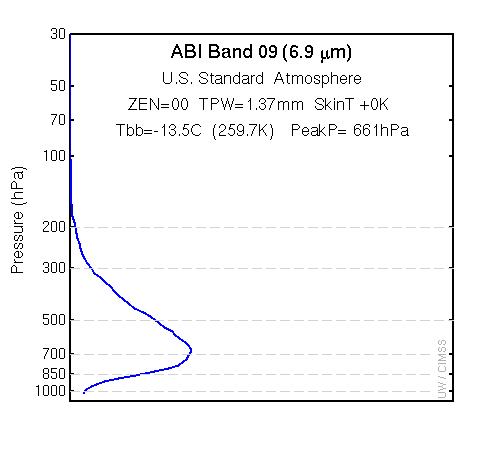 ABI Band 09 (6.9 μm)
U.S. Standard Atmosphere
ZEN=00 TPW=1.37mm SkinT +0K
Tbb=-13.5C (259.7K) PeakP= 661hPa
Pressure (hPa)
30
50
70
100
200
300
500
700
850
1000
UW / CIMSS